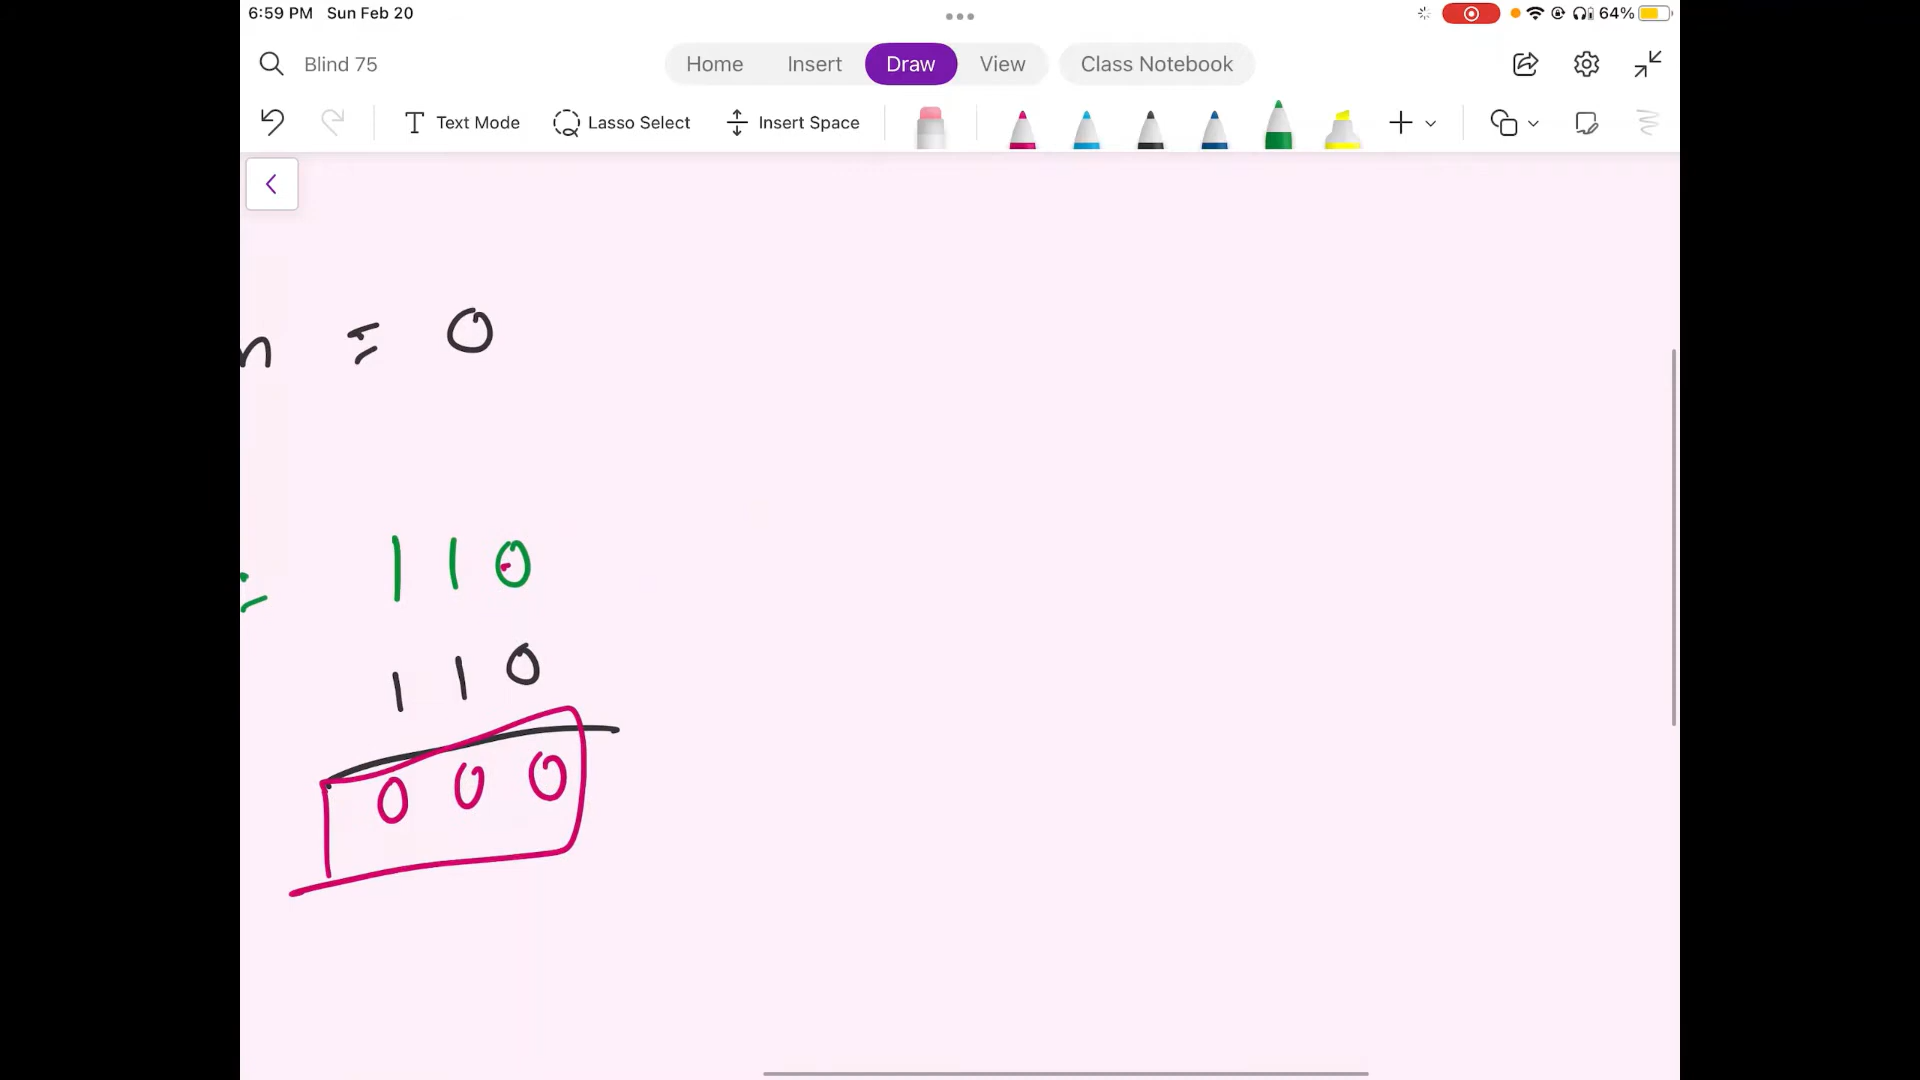 6:59 PM Sun Feb 20
64%
Blind 75
Home Insert Draw View Class Notebook
Text Mode Lasso Select Insert Space
n = 0
= 1 1 0
1 1 0
0 0 0